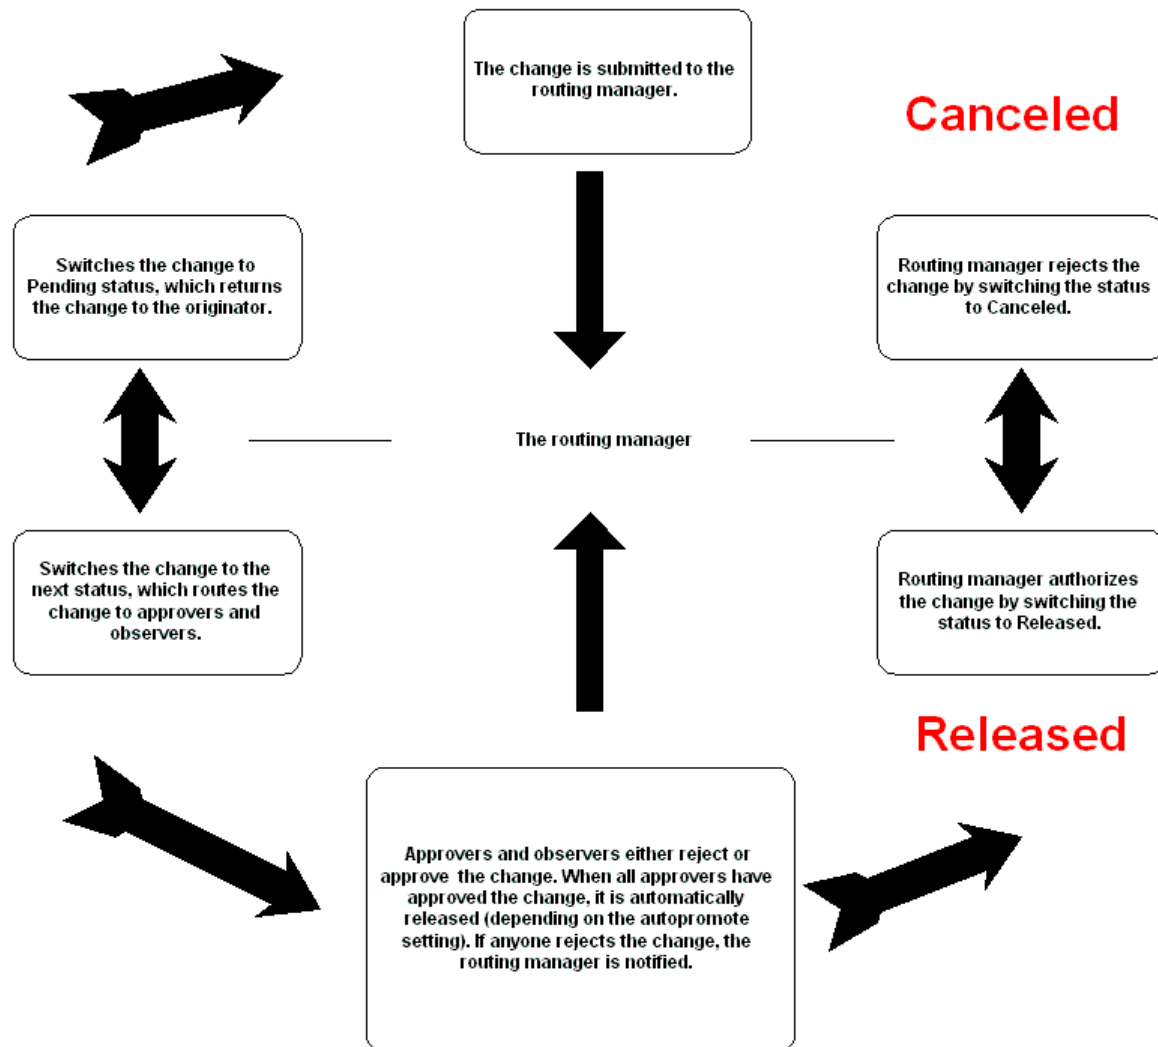 The change is submitted to the
routing manager.
Canceled
Switches the change to
Pending status, which returns
the change to the originator.
Routing manager rejects the
change by switching the status
to Canceled.
The routing manager
Switches the change to the
next status, which routes the
change to approvers and
observers.
Routing manager authorizes
the change by switching the
status to Released.
Released
Approvers and observers either reject or
approve the change. When all approvers have
approved the change, it is automatically
released (depending on the autopromote
setting). If anyone rejects the change, the
routing manager is notified.